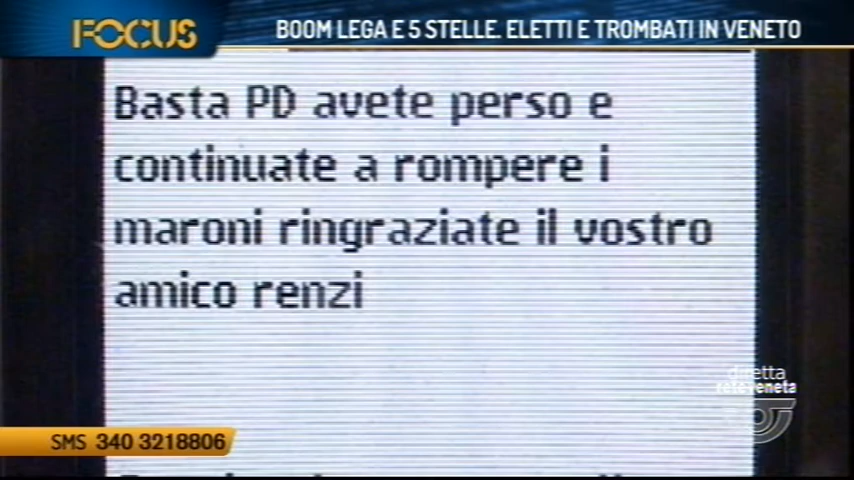 FOCUS
BOOM LEGA E 5 STELLE. ELETTI E TROMBATI IN VENETO
Basta PD avete perso e
continuate a rompere i
maroni ringraziate il vostro
amico renzi
diretta
reteveneta
SMS 340 3218806